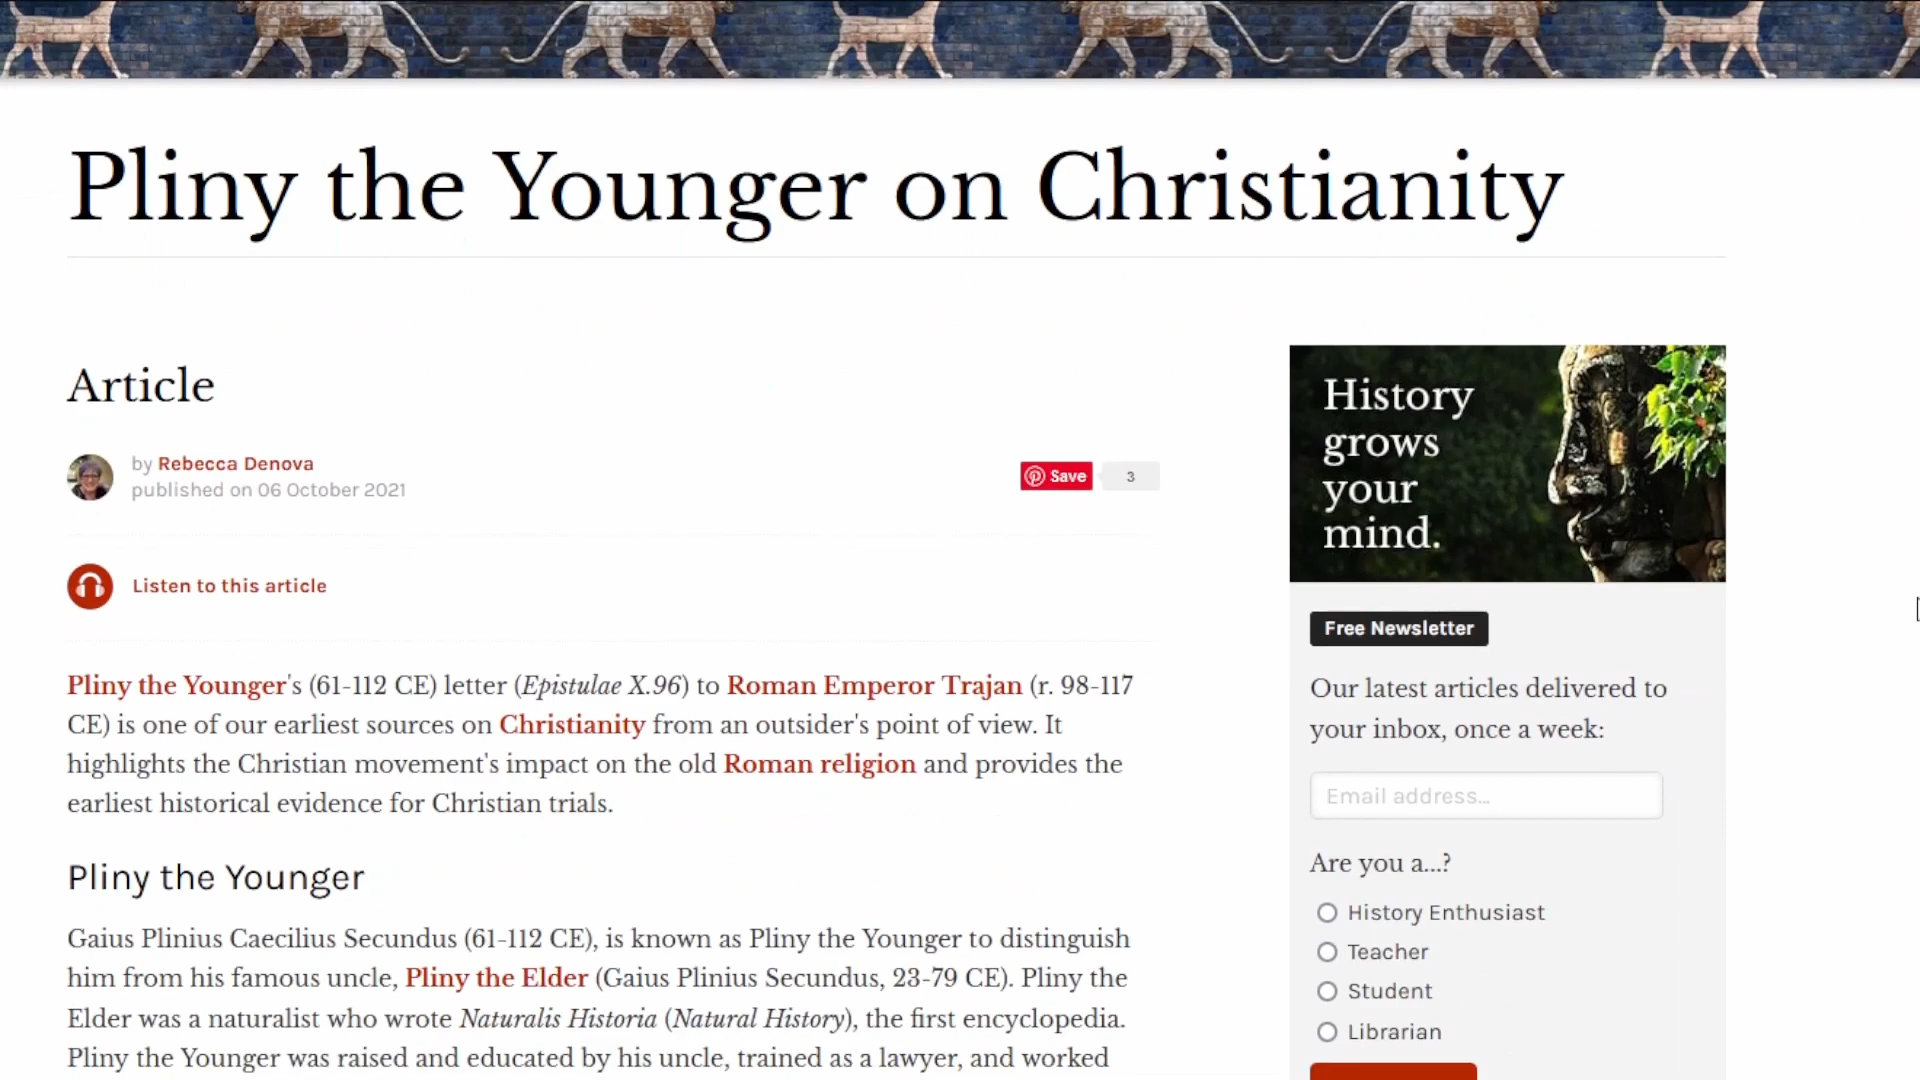 Pliny the Younger on Christianity
Article
by Rebecca Denova
published on 06 October 2021
Save
3
Listen to this article
Pliny the Younger's (61-112 CE) letter (Epistulae X.96) to Roman Emperor Trajan (r. 98-117
CE) is one of our earliest sources on Christianity from an outsider's point of view. It
highlights the Christian movement's impact on the old Roman religion and provides the
earliest historical evidence for Christian trials.
Pliny the Younger
Gaius Plinius Caecilius Secundus (61-112 CE), is known as Pliny the Younger to distinguish
him from his famous uncle, Pliny the Elder (Gaius Plinius Secundus, 23-79 CE). Pliny the
Elder was a naturalist who wrote Naturalis Historia (Natural History), the first encyclopedia.
Pliny the Younger was raised and educated by his uncle, trained as a lawyer, and worked
History
grows
your
mind.
Free Newsletter
Our latest articles delivered to
your inbox, once a week:
Email address...
Are you a...?
History Enthusiast
Teacher
Student
Librarian